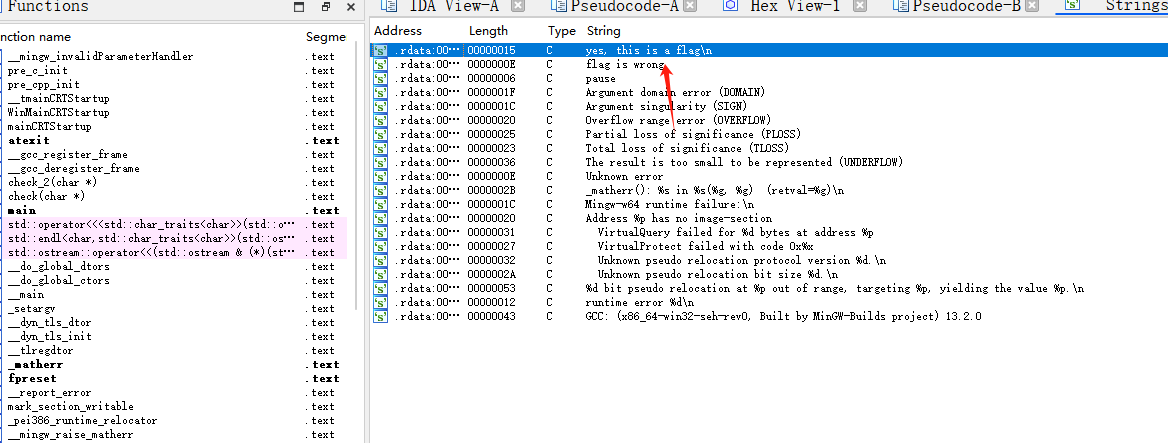 Functions
IDA View-A
Pseudocode-A
Hex View-1
Pseudocode-B
Strings
nction name Segme
__mingw_invalidParameterHandler .text
pre_c_init .text
pre_cpp_init .text
__tmainCRTStartup .text
WinMainCRTStartup .text
mainCRTStartup .text
atexit .text
__gcc_register_frame .text
__gcc_deregister_frame .text
check_2(char *) .text
check(char *) .text
main .text
std::operator<<<std::char_traits<char>>(std::o… .text
std::endl<char,std::char_traits<char>>(std::os… .text
std::ostream::operator<<(std::ostream & (*)(st… .text
__do_global_dtors .text
__do_global_ctors .text
__main .text
_setargv .text
__dyn_tls_dtor .text
__dyn_tls_init .text
__tlregdtor .text
_matherr .text
fpreset .text
__report_error .text
mark_section_writable .text
_pei386_runtime_relocator .text
__mingw_raise_matherr .text
Address Length Type String
.rdata:00… 00000015 C yes, this is a flag\n
.rdata:00… 0000000E C flag is wrong
.rdata:00… 00000006 C pause
.rdata:00… 0000001F C Argument domain error (DOMAIN)
.rdata:00… 0000001C C Argument singularity (SIGN)
.rdata:00… 00000020 C Overflow range error (OVERFLOW)
.rdata:00… 00000025 C Partial loss of significance (PLOSS)
.rdata:00… 00000023 C Total loss of significance (TLOSS)
.rdata:00… 00000036 C The result is too small to be represented (UNDERFLOW)
.rdata:00… 0000000E C Unknown error
.rdata:00… 0000002B C _matherr(): %s in %s(%g, %g)  (retval=%g)\n
.rdata:00… 0000001C C Mingw-w64 runtime failure:\n
.rdata:00… 00000020 C Address %p has no image-section
.rdata:00… 00000031 C   VirtualQuery failed for %d bytes at address %p
.rdata:00… 00000027 C   VirtualProtect failed with code 0x%x
.rdata:00… 00000032 C   Unknown pseudo relocation protocol version %d.\n
.rdata:00… 0000002A C   Unknown pseudo relocation bit size %d.\n
.rdata:00… 00000053 C %d bit pseudo relocation at %p out of range, targeting %p, yielding the value %p.\n
.rdata:00… 00000012 C runtime error %d\n
.rdata:00… 00000043 C GCC: (x86_64-win32-seh-rev0, Built by MinGW-Builds project) 13.2.0